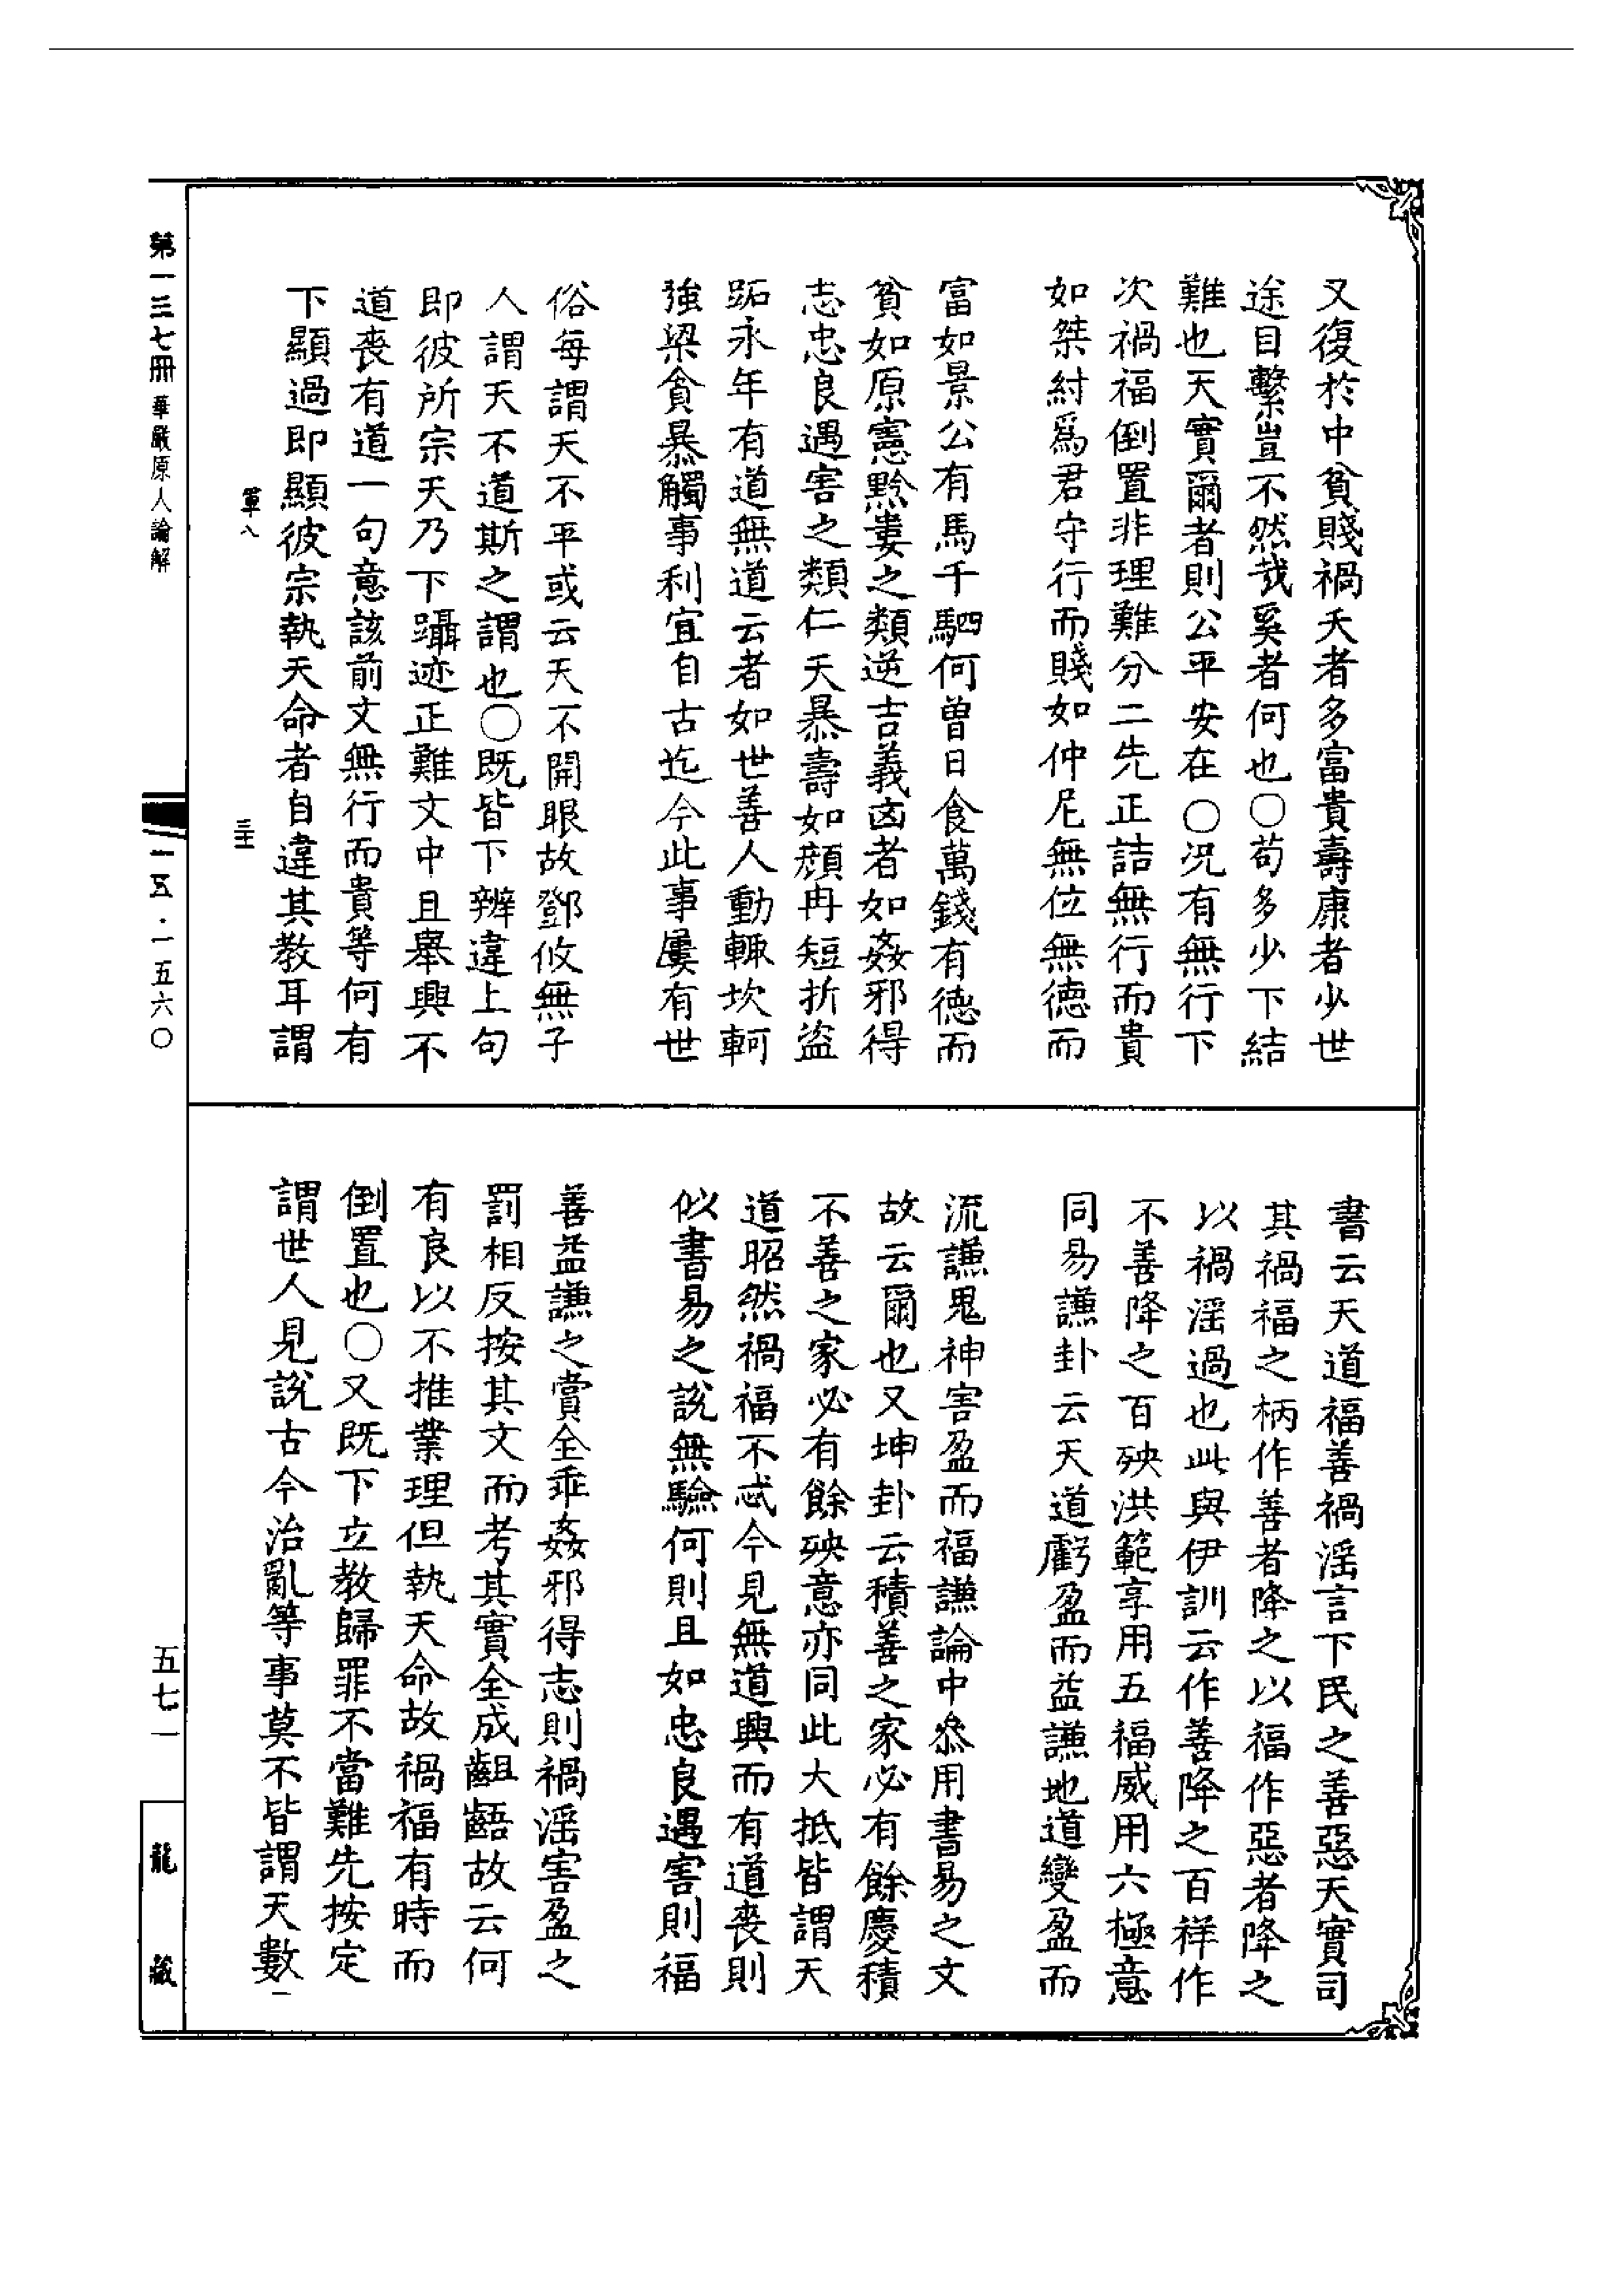 又復於中貧賤禍夭者多富貴壽康者少世
途目繫豈不然哉奚者何也〇苟多少下結
難也天實爾者則公平安在〇况有無行下
次禍福倒置非理難分二先正詰無行而貴
如桀紂爲君守行而賤如仲尼無位無德而
富如景公有馬千駟何曽日食萬錢有德而
貧如原憲黔婁之類逆吉義凶者如姦邪得
志忠良遇害之類仁夭暴壽如顔冉短折盜
跖永年有道無道云者如世善人動輒坎軻
強梁貪暴觸事利宜自古迄今此事屢有世
俗每謂天不平或云天不開眼故鄧攸無子
人謂天不道斯之謂也〇既皆下辨違上句
即彼所宗天乃下躡迹正難文中且舉興不
道喪有道一句意該前文無行而貴等何有
下顯過即顯彼宗執天命者自違其教耳謂
書云天道福善禍淫言下民之善惡天實司
其禍福之柄作善者降之以福作惡者降之
以禍淫過也此與伊訓云作善降之百祥作
不善降之百殃洪範享用五福威用六極意
同易謙卦云天道虧盈而益謙地道變盈而
流謙鬼神害盈而福謙論中叅用書易之文
故云爾也又坤卦云積善之家必有餘慶積
不善之家必有餘殃意亦同此大抵皆謂天
道昭然禍福不忒今見無道興而有道喪則
似書易之説無驗何則且如忠良遇害則福
善益謙之賞全乖姦邪得志則禍淫害盈之
罰相反按其文而考其實全成齟齬故云何
有良以不推業理但執天命故禍福有時而
倒置也〇又既下立教歸罪不當難先按定
謂世人見説古今治亂等事莫不皆謂天數
單八
三十一
第一三七冊 華嚴原人論解
一五·一五六〇
五七一
龍藏